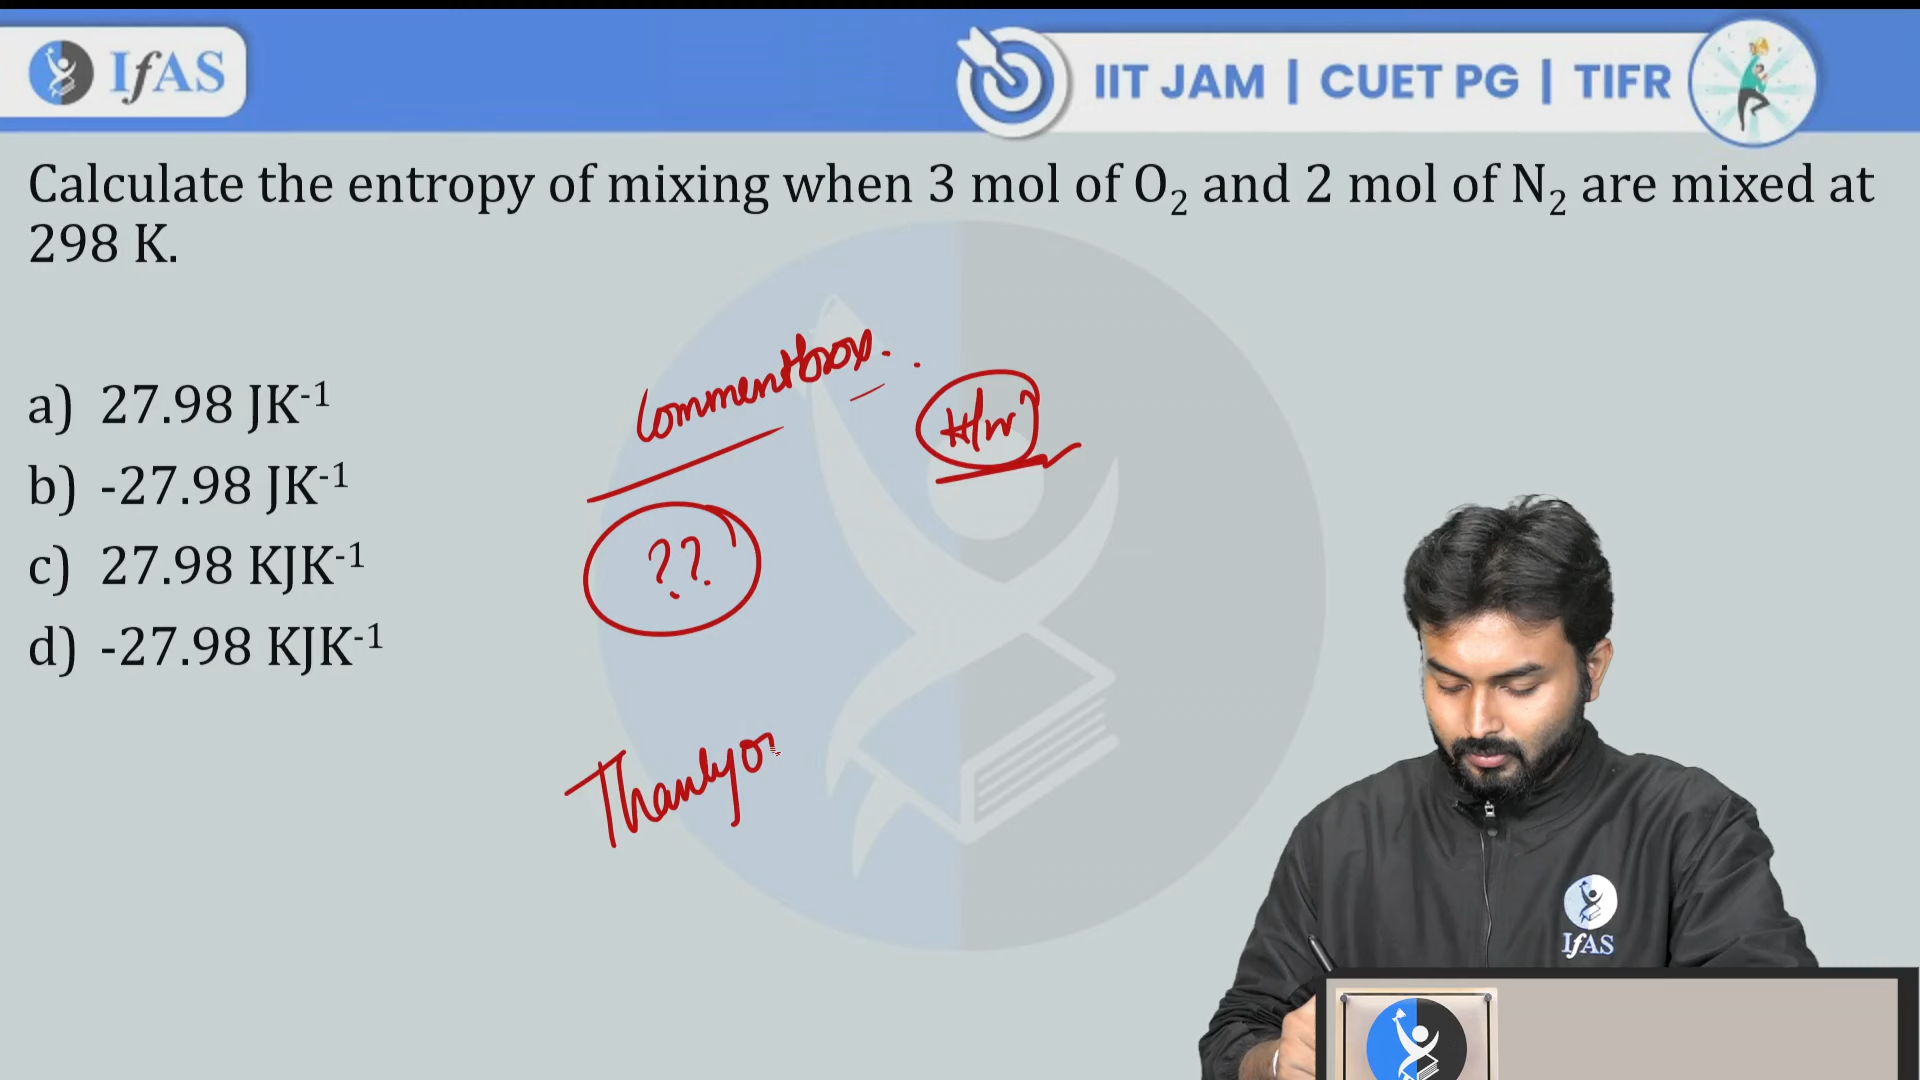 IfAS
IIT JAM | CUET PG | TIFR
Calculate the entropy of mixing when 3 mol of O₂ and 2 mol of N₂ are mixed at
298 K.
a) 27.98 JK⁻¹
b) -27.98 JK⁻¹
c) 27.98 KJK⁻¹
d) -27.98 KJK⁻¹
Commentbox..
H/w
??
Thankyo
IfAS